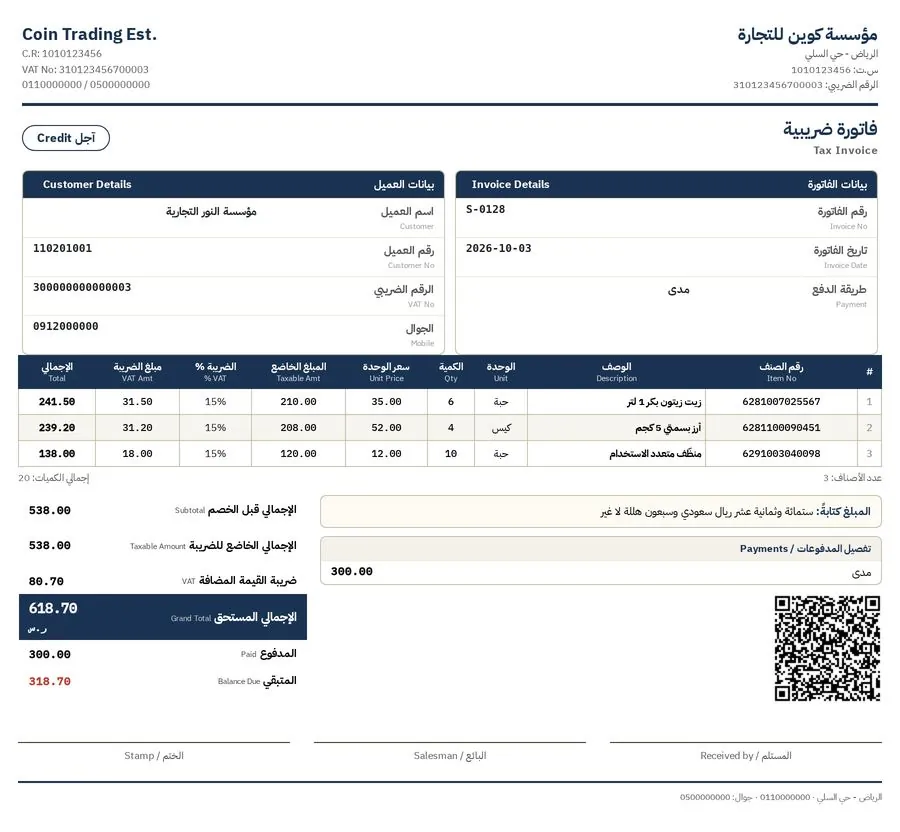 مؤسسة كوين للتجارة
الرياض - حي السلي
س.ت: 1010123456
الرقم الضريبي: 310123456700003
Coin Trading Est.
C.R: 1010123456
VAT No: 310123456700003
0110000000 / 0500000000
فاتورة ضريبية
Tax Invoice
آجل Credit
بيانات الفاتورة Invoice Details
رقم الفاتورة S-0128
Invoice No
تاريخ الفاتورة 2026-10-03
Invoice Date
طريقة الدفع مدى
Payment
بيانات العميل Customer Details
اسم العميل مؤسسة النور التجارية
Customer
رقم العميل 110201001
Customer No
الرقم الضريبي 300000000000003
VAT No
الجوال 0912000000
Mobile
# رقم الصنف الوصف الوحدة الكمية سعر الوحدة المبلغ الخاضع الضريبة % مبلغ الضريبة الإجمالي
Item No Description Unit Qty Unit Price Taxable Amt VAT % VAT Amt Total
1 6281007025567 زيت زيتون بكر 1 لتر حبة 6 35.00 210.00 15% 31.50 241.50
2 6281100090451 أرز بسمتي 5 كجم كيس 4 52.00 208.00 15% 31.20 239.20
3 6291003040098 منظف متعدد الاستخدام حبة 10 12.00 120.00 15% 18.00 138.00
عدد الأصناف: 3 إجمالي الكميات: 20
المبلغ كتابةً: ستمائة وثمانية عشر ريال سعودي وسبعون هللة لا غير
تفصيل المدفوعات / Payments
مدى 300.00
الإجمالي قبل الخصم Subtotal 538.00
الإجمالي الخاضع للضريبة Taxable Amount 538.00
ضريبة القيمة المضافة VAT 80.70
الإجمالي المستحق Grand Total 618.70
ر.س
المدفوع Paid 300.00
المتبقي Balance Due 318.70
المستلم / Received by
البائع / Salesman
الختم / Stamp
الرياض - حي السلي · 0110000000 · جوال: 0500000000